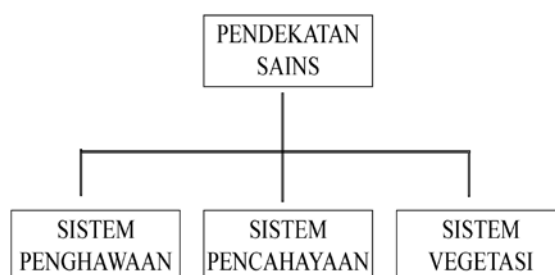 PENDEKATAN
SAINS
SISTEM
PENGHAWAAN
SISTEM
PENCAHAYAAN
SISTEM
VEGETASI